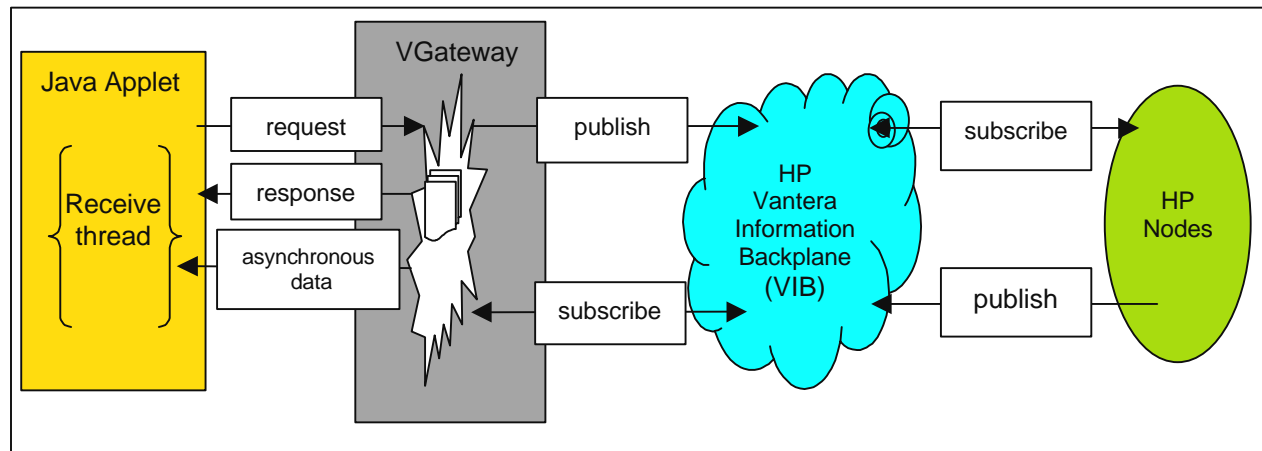 Java Applet
VGateway
request
response
Receive
thread
asynchronous
data
publish
subscribe
HP
Vantera
Information
Backplane
(VIB)
subscribe
publish
HP
Nodes